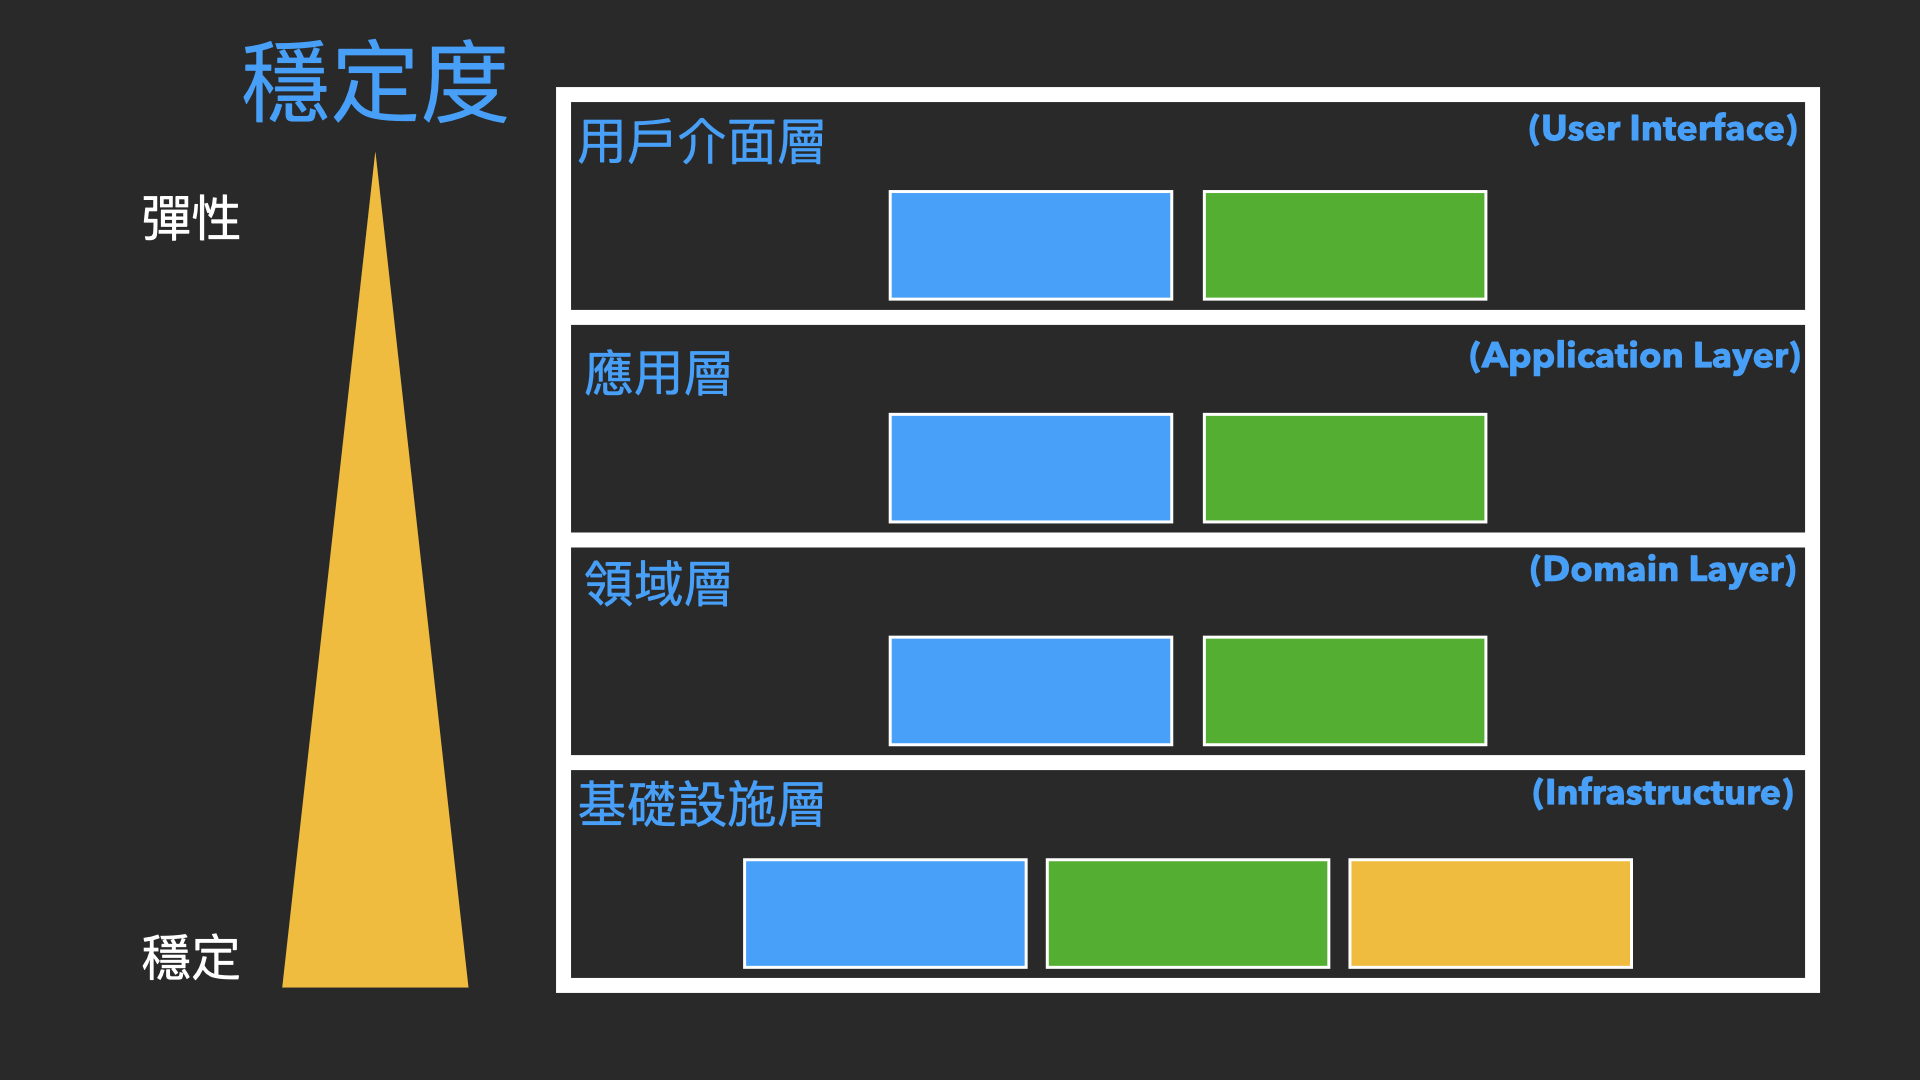 穩定度
彈性
穩定
用戶介面層
(User Interface)
應用層
(Application Layer)
領域層
(Domain Layer)
基礎設施層
(Infrastructure)